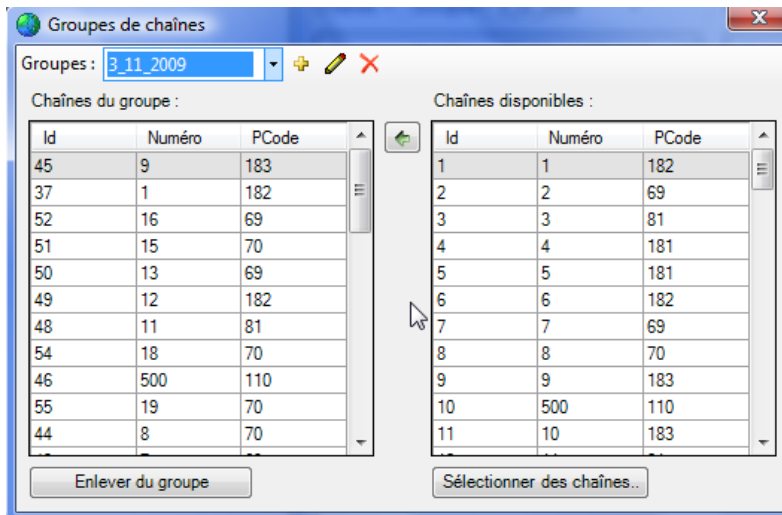 Groupes de chaînes
Groupes : 3_11_2009
Chaînes du groupe :
Id Numéro PCode
45 9 183
37 1 182
52 16 69
51 15 70
50 13 69
49 12 182
48 11 81
54 18 70
46 500 110
55 19 70
44 8 70
Enlever du groupe
Chaînes disponibles :
Id Numéro PCode
1 1 182
2 2 69
3 3 81
4 4 181
5 5 181
6 6 182
7 7 69
8 8 70
9 9 183
10 500 110
11 10 183
Sélectionner des chaînes..